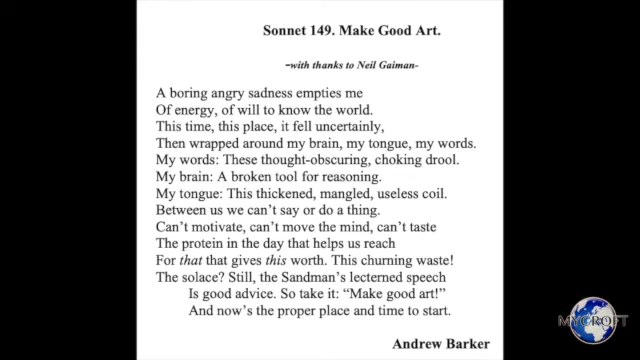 Sonnet 149. Make Good Art.
-with thanks to Neil Gaiman-
A boring angry sadness empties me
Of energy, of will to know the world.
This time, this place, it fell uncertainly,
Then wrapped around my brain, my tongue, my words.
My words: These thought-obscuring, choking drool.
My brain: A broken tool for reasoning.
My tongue: This thickened, mangled, useless coil.
Between us we can't say or do a thing.
Can't motivate, can't move the mind, can't taste
The protein in the day that helps us reach
For that that gives this worth. This churning waste!
The solace? Still, the Sandman's lecterned speech
Is good advice. So take it: “Make good art!”
And now's the proper place and time to start.
Andrew Barker
MYCROFT